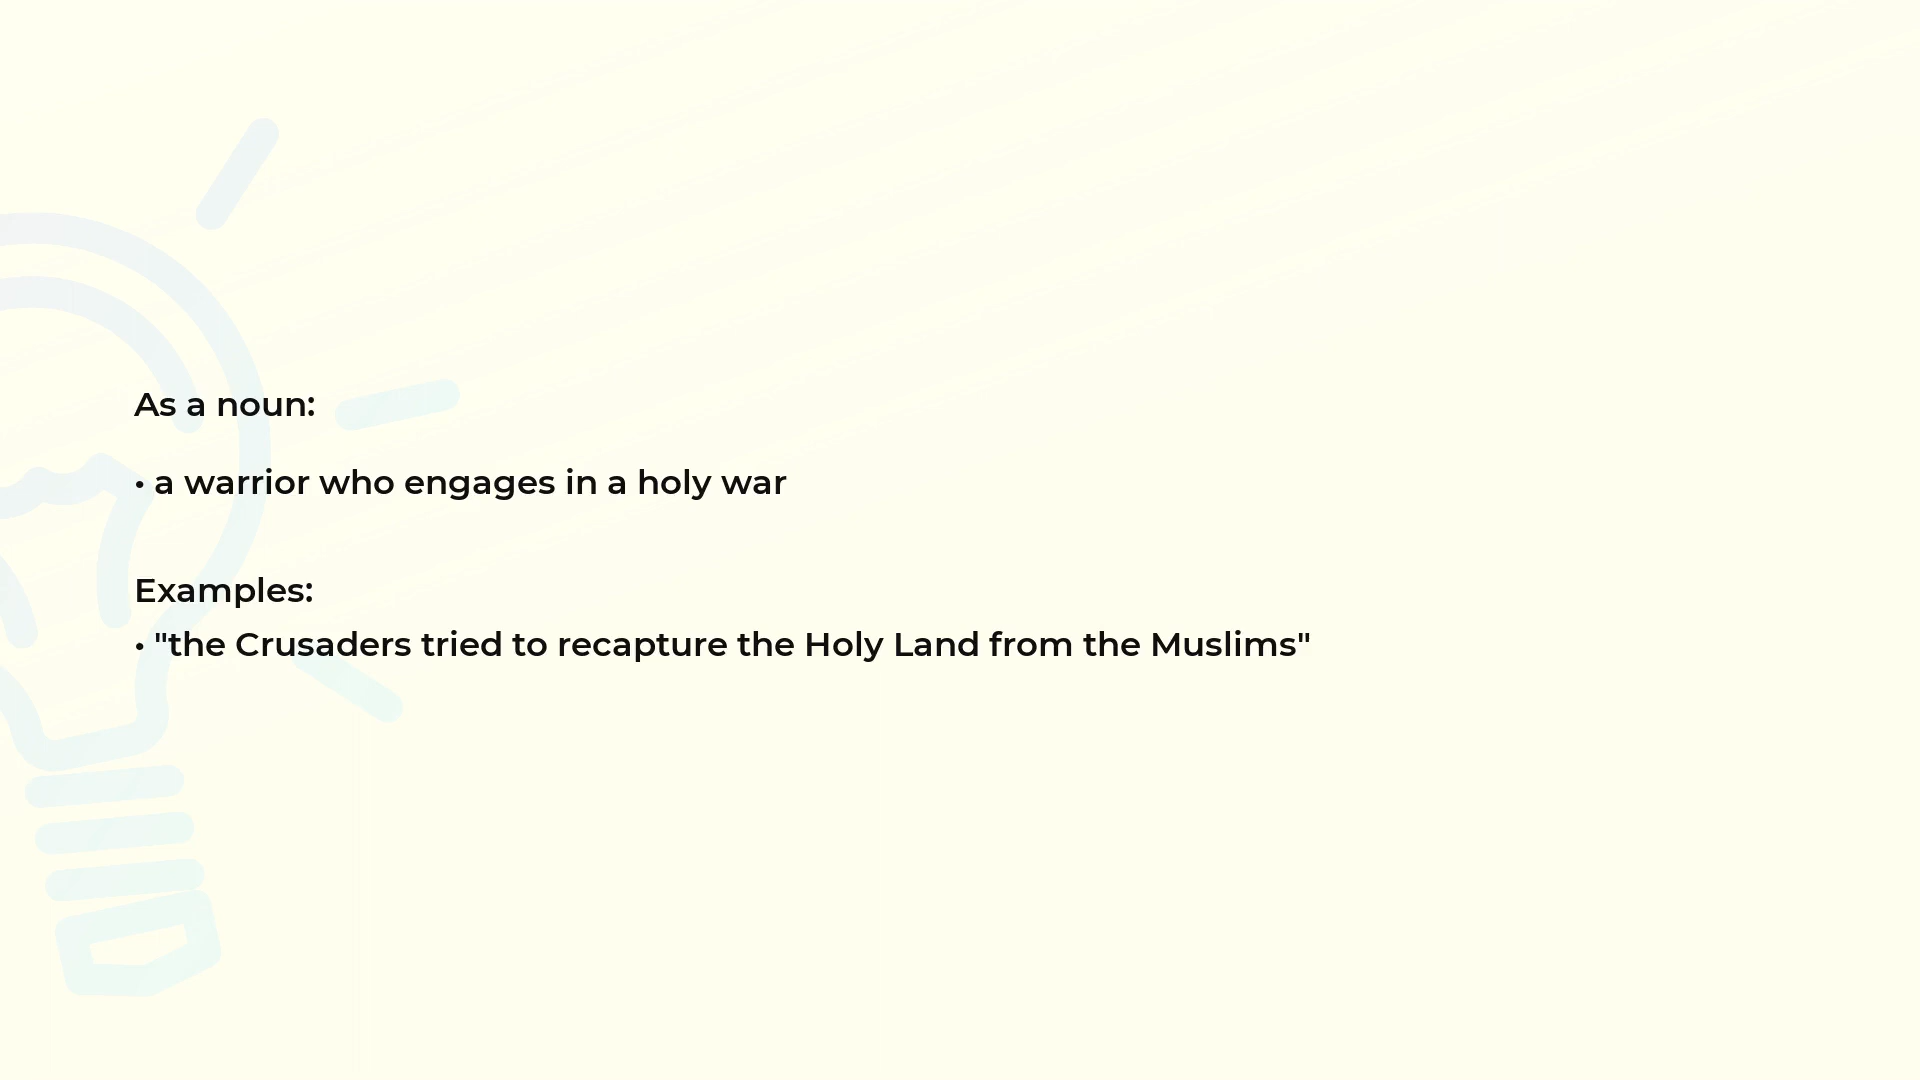 As a noun:
• a warrior who engages in a holy war
Examples:
• "the Crusaders tried to recapture the Holy Land from the Muslims"